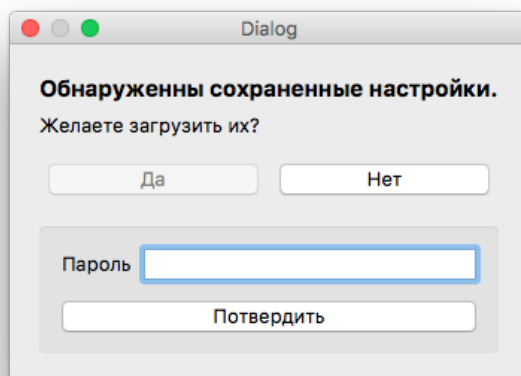 Dialog
Обнаруженны сохраненные настройки.
Желаете загрузить их?
Да Нет
Пароль
Потвердить